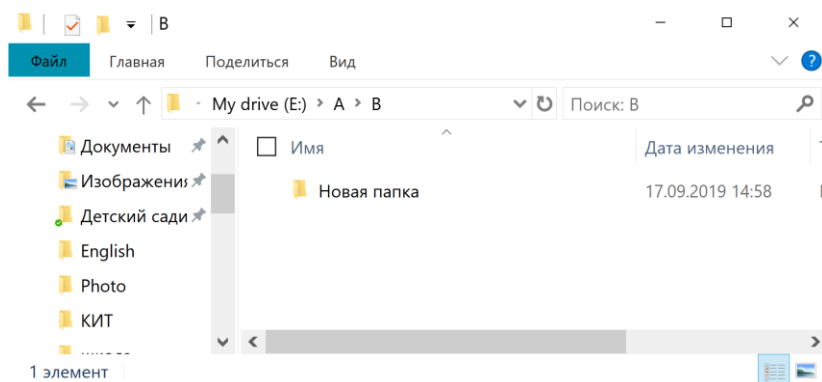 B
Файл Главная Поделиться Вид
My drive (E:) > A > B Поиск: B
Имя Дата изменения
Новая папка 17.09.2019 14:58
Документы
Изображения
Детский сади
English
Photo
КИТ
1 элемент